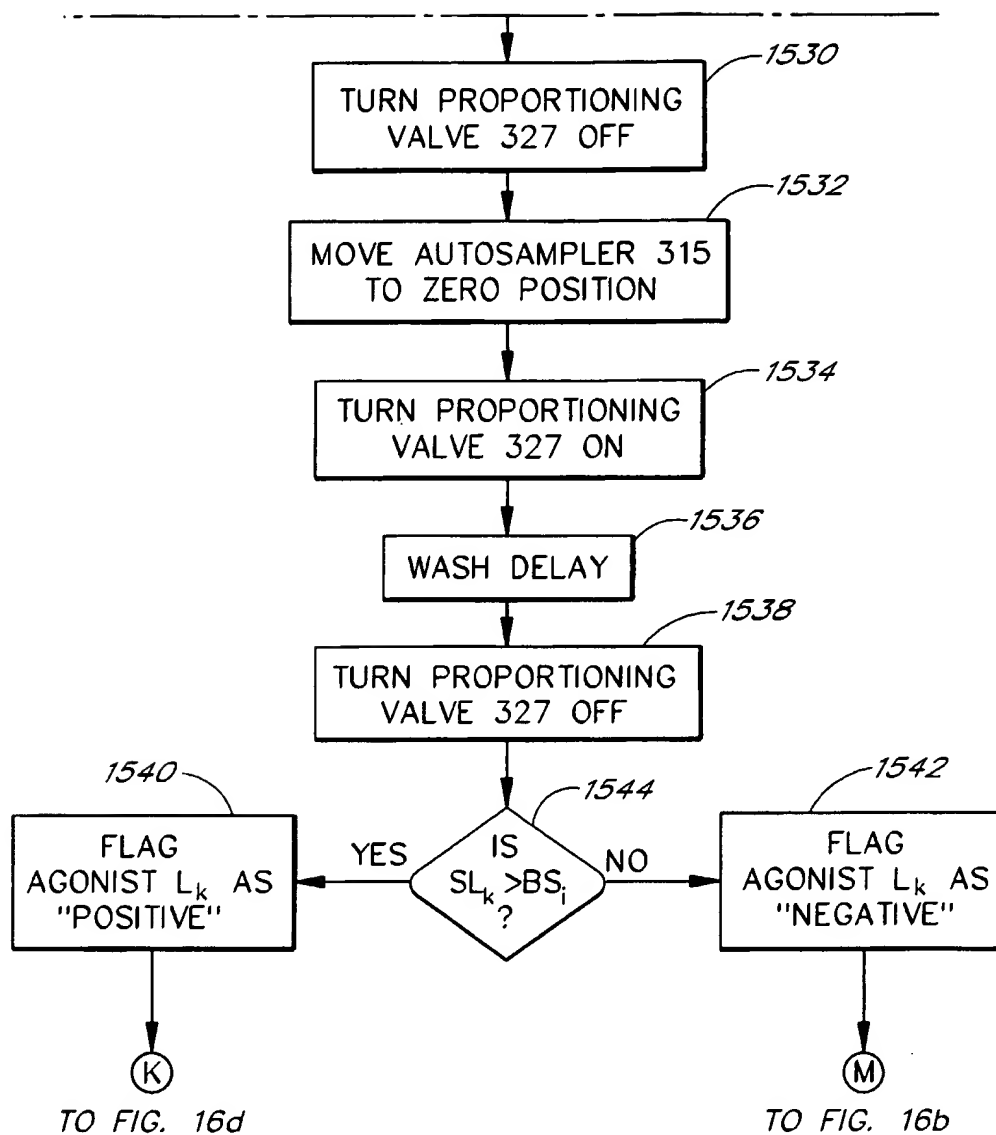 1530
TURN PROPORTIONING
VALVE 327 OFF
1532
MOVE AUTOSAMPLER 315
TO ZERO POSITION
1534
TURN PROPORTIONING
VALVE 327 ON
1536
WASH DELAY
1538
TURN PROPORTIONING
VALVE 327 OFF
1540
FLAG
AGONIST Lk AS
"POSITIVE"
YES
1544
IS
SLk >BSi
?
NO
1542
FLAG
AGONIST Lk AS
"NEGATIVE"
K
TO FIG. 16d
M
TO FIG. 16b